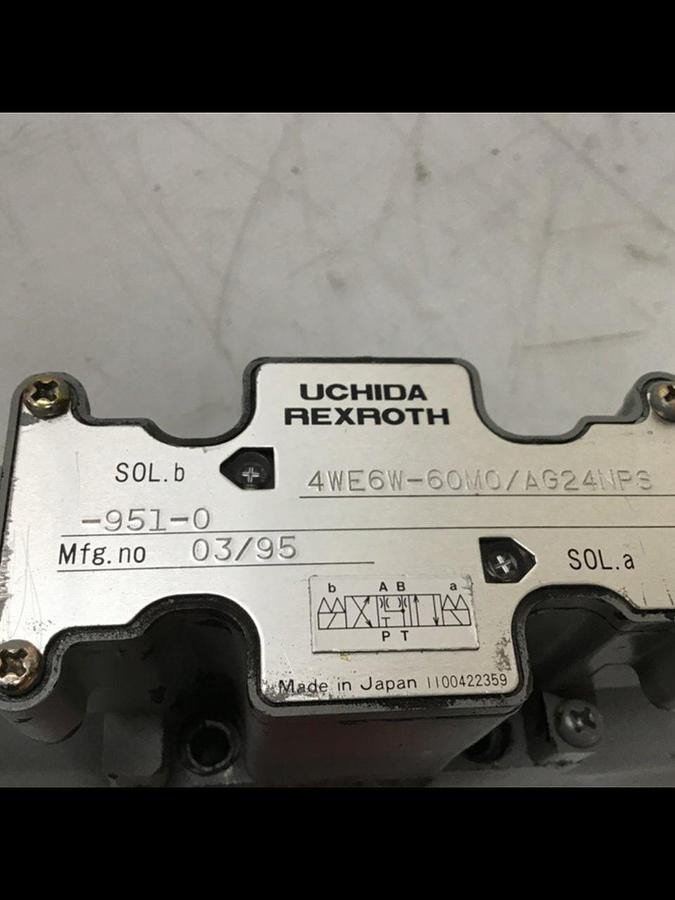 UCHIDA
REXROTH
SOL.b
4WE6W-60MO/AG24NPS
-951-0
Mfg.no 03/95
SOL.a
b A B a
P T
Made in Japan 1100422359